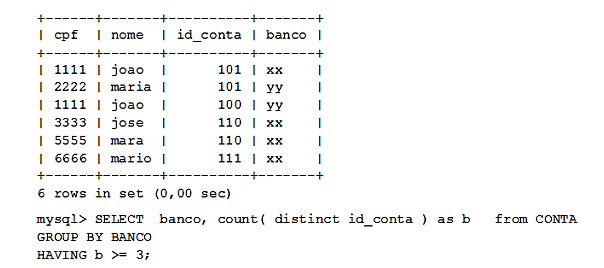 +------+-------+----------+-------+
| cpf  | nome  | id_conta | banco |
+------+-------+----------+-------+
| 1111 | joao  |      101 | xx    |
| 2222 | maria |      101 | yy    |
| 1111 | joao  |      100 | yy    |
| 3333 | jose  |      110 | xx    |
| 5555 | mara  |      110 | xx    |
| 6666 | mario |      111 | xx    |
+------+-------+----------+-------+
6 rows in set (0,00 sec)
mysql> SELECT  banco, count( distinct id_conta ) as b   from CONTA
GROUP BY BANCO
HAVING b >= 3;